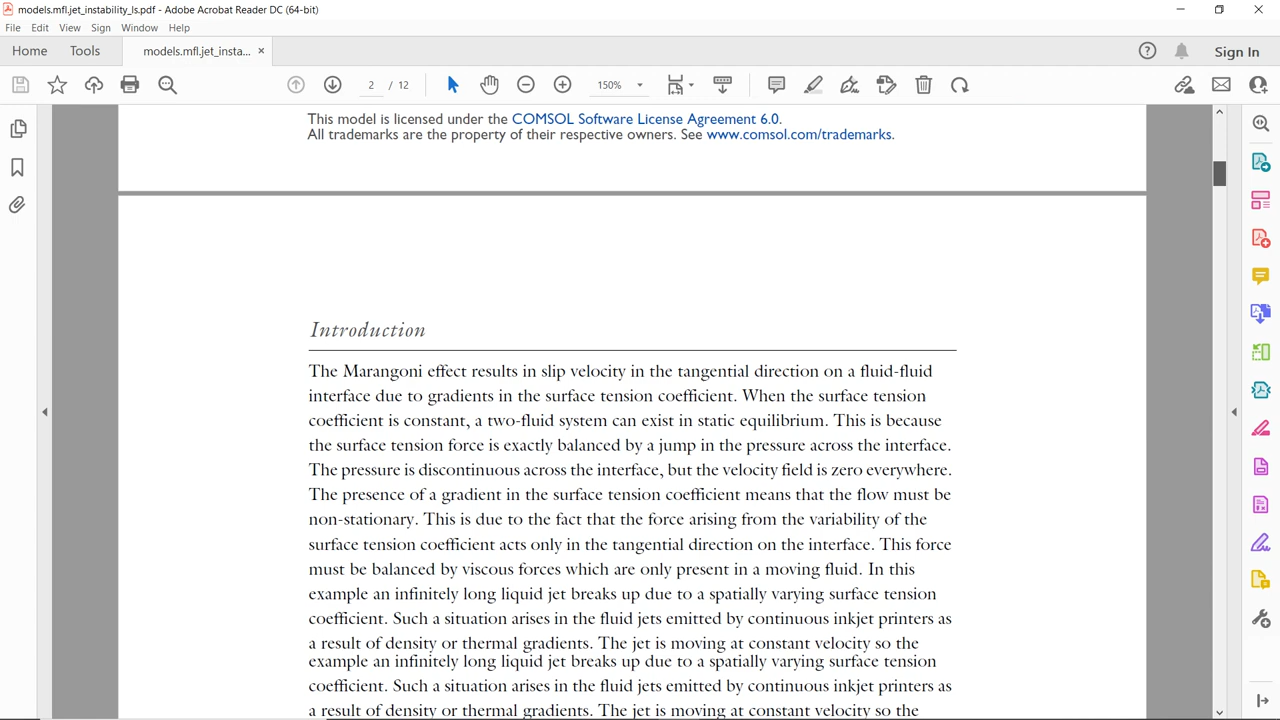 models.mfl.jet_instability_ls.pdf - Adobe Acrobat Reader DC (64-bit)
File Edit View Sign Window Help
Home Tools models.mfl.jet_insta... × Sign In
2 / 12 150%
This model is licensed under the COMSOL Software License Agreement 6.0.
All trademarks are the property of their respective owners. See www.comsol.com/trademarks.
Introduction
The Marangoni effect results in slip velocity in the tangential direction on a fluid-fluid
interface due to gradients in the surface tension coefficient. When the surface tension
coefficient is constant, a two-fluid system can exist in static equilibrium. This is because
the surface tension force is exactly balanced by a jump in the pressure across the interface.
The pressure is discontinuous across the interface, but the velocity field is zero everywhere.
The presence of a gradient in the surface tension coefficient means that the flow must be
non-stationary. This is due to the fact that the force arising from the variability of the
surface tension coefficient acts only in the tangential direction on the interface. This force
must be balanced by viscous forces which are only present in a moving fluid. In this
example an infinitely long liquid jet breaks up due to a spatially varying surface tension
coefficient. Such a situation arises in the fluid jets emitted by continuous inkjet printers as
a result of density or thermal gradients. The jet is moving at constant velocity so the
example an infinitely long liquid jet breaks up due to a spatially varying surface tension
coefficient. Such a situation arises in the fluid jets emitted by continuous inkjet printers as
a result of density or thermal gradients. The jet is moving at constant velocity so the